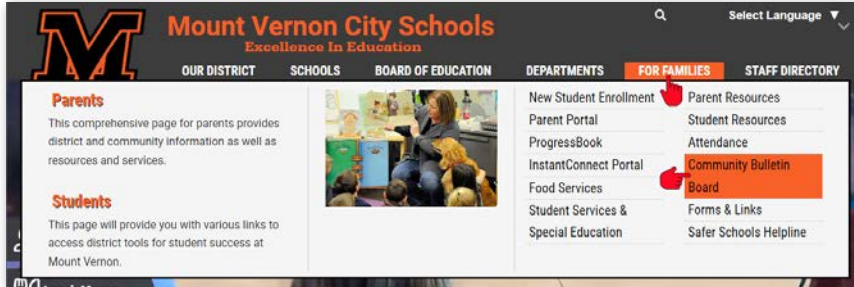 M
Mount Vernon City Schools
Excellence In Education
Select Language ▼
OUR DISTRICT SCHOOLS BOARD OF EDUCATION DEPARTMENTS FOR FAMILIES STAFF DIRECTORY
Parents
This comprehensive page for parents provides
district and community information as well as
resources and services.
Students
This page will provide you with various links to
access district tools for student success at
Mount Vernon.
New Student Enrollment
Parent Portal
ProgressBook
InstantConnect Portal
Food Services
Student Services &
Special Education
Parent Resources
Student Resources
Attendance
Community Bulletin
Board
Forms & Links
Safer Schools Helpline